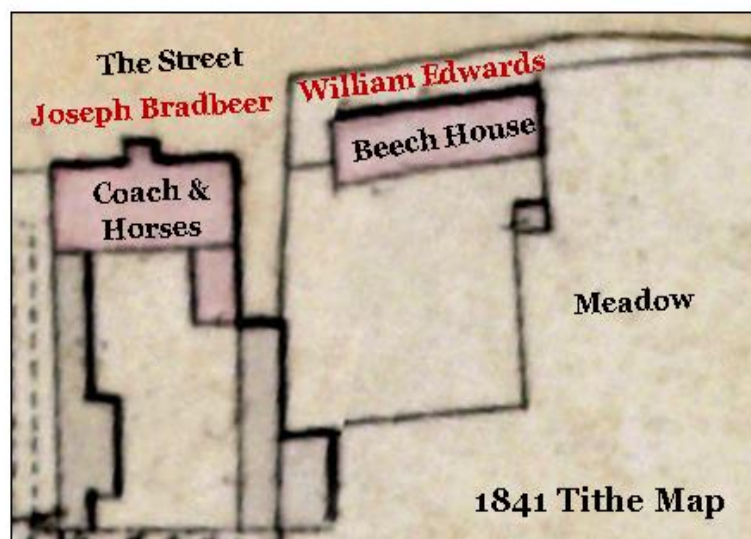 The Street
Joseph Bradbeer
William Edwards
Beech House
Coach &
Horses
Meadow
1841 Tithe Map